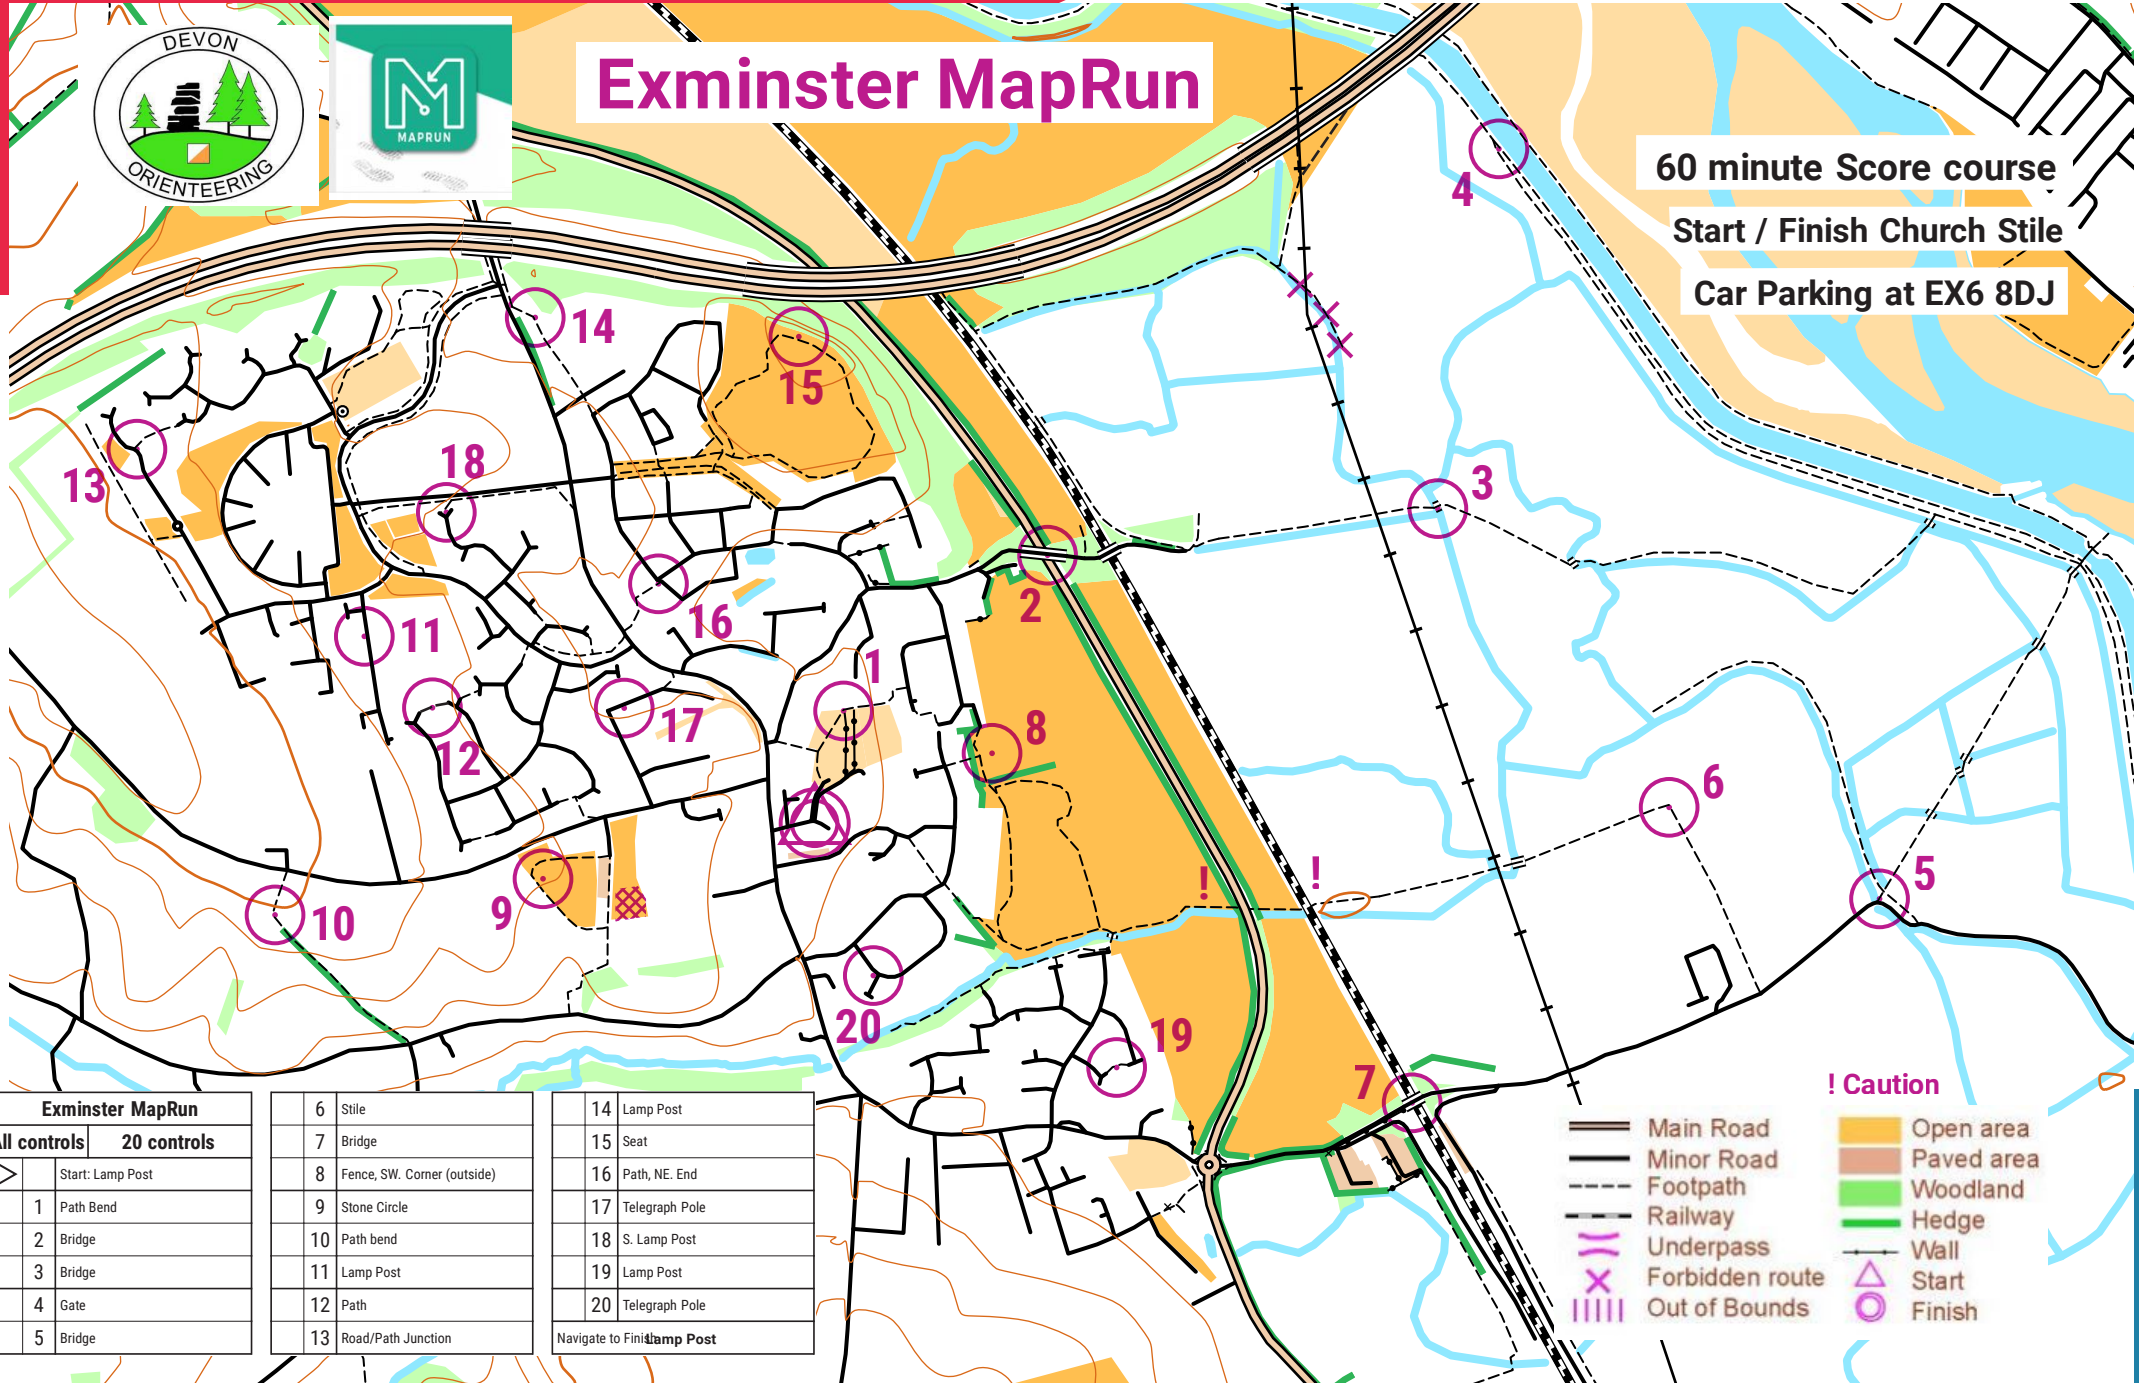 DEVON
ORIENTEERING
MAPRUN
Exminster MapRun
60 minute Score course
Start / Finish Church Stile
Car Parking at EX6 8DJ
4
14
15
18
13
3
2
16
11
1
17
12
8
6
5
9
10
!
!
20
19
7
! Caution
Main Road
Minor Road
Footpath
Railway
Underpass
Forbidden route
Out of Bounds
Open area
Paved area
Woodland
Hedge
Wall
Start
Finish
Exminster MapRun
All controls 20 controls
Start: Lamp Post
1 Path Bend
2 Bridge
3 Bridge
4 Gate
5 Bridge
6 Stile
7 Bridge
8 Fence, SW. Corner (outside)
9 Stone Circle
10 Path bend
11 Lamp Post
12 Path
13 Road/Path Junction
14 Lamp Post
15 Seat
16 Path, NE. End
17 Telegraph Pole
18 S. Lamp Post
19 Lamp Post
20 Telegraph Pole
Navigate to Finish Lamp Post